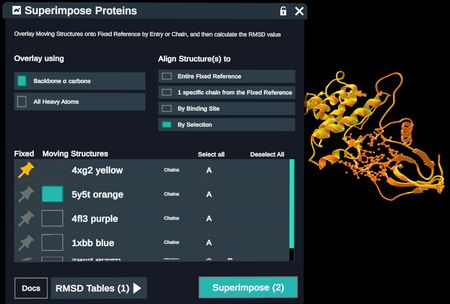 Superimpose Proteins
Overlay Moving Structures onto Fixed Reference by Entry or Chain, and then calculate the RMSD value
Overlay using
Backbone α carbons
All Heavy Atoms
Align Structure(s) to
Entire Fixed Reference
1 specific chain from the Fixed Reference
By Binding Site
By Selection
Fixed Moving Structures Select all Deselect All
4xg2 yellow Chains A
5y5t orange Chains A
4fl3 purple Chains A
1xbb blue Chains A
Docs
RMSD Tables (1)
Superimpose (2)